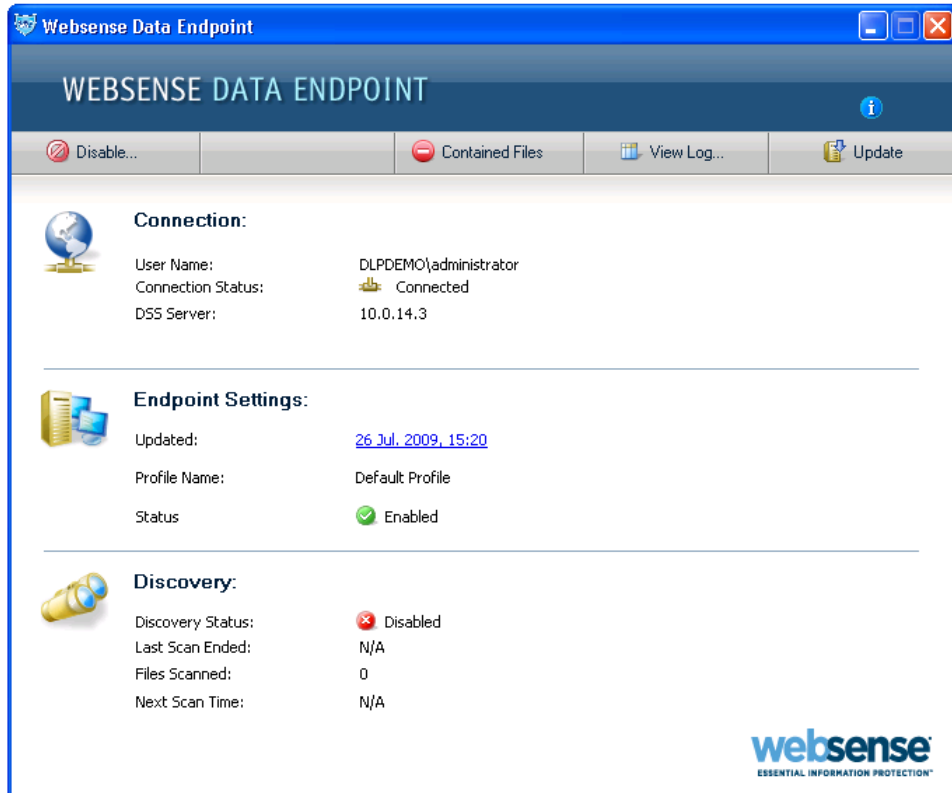 Websense Data Endpoint
WEBSENSE DATA ENDPOINT
Disable... Contained Files View Log... Update
Connection:
User Name: DLPDEMO\administrator
Connection Status: Connected
DSS Server: 10.0.14.3
Endpoint Settings:
Updated: 26 Jul. 2009, 15:20
Profile Name: Default Profile
Status Enabled
Discovery:
Discovery Status: Disabled
Last Scan Ended: N/A
Files Scanned: 0
Next Scan Time: N/A
websense
ESSENTIAL INFORMATION PROTECTION™